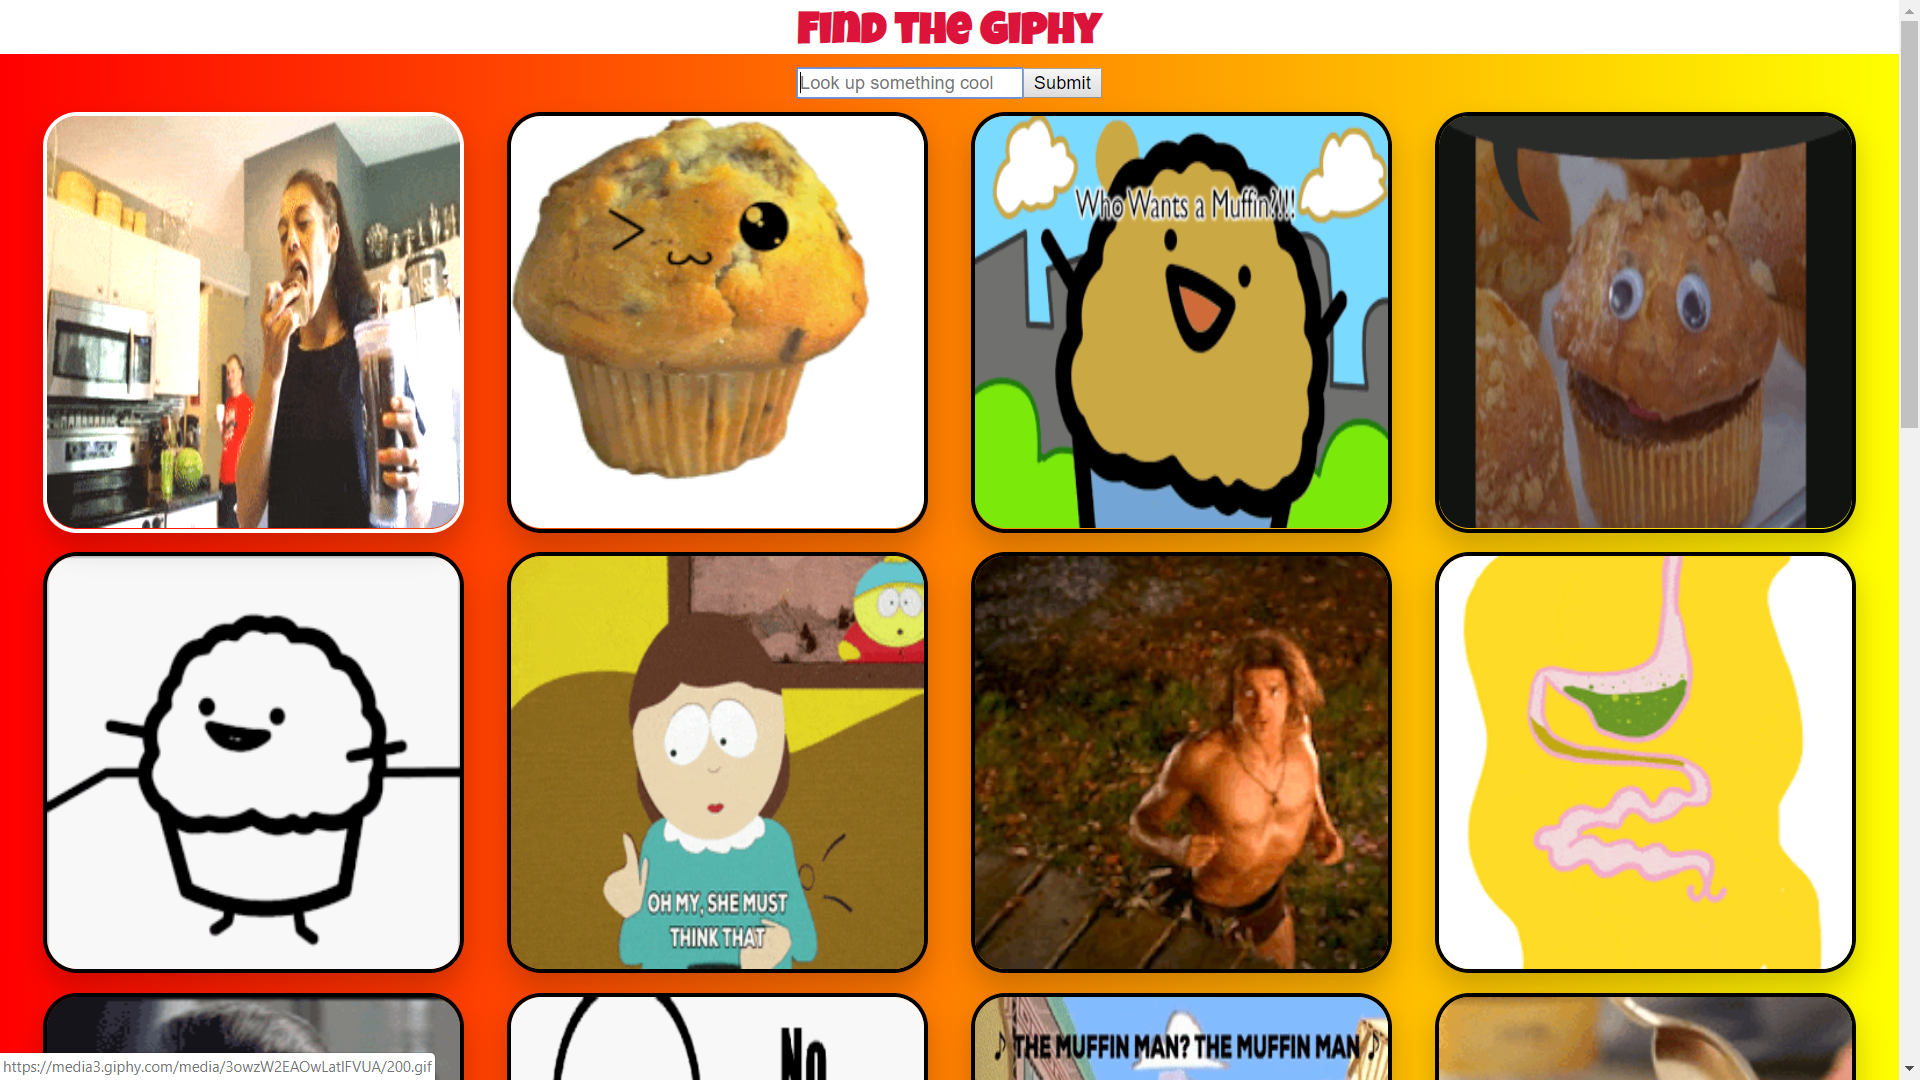 FIND THE GIPHY
Look up something cool
Submit
Who Wants a Muffin?!!!
OH MY, SHE MUST
THINK THAT
No
♪ THE MUFFIN MAN? THE MUFFIN MAN ♪
https://media3.giphy.com/media/3owzW2EAOwLatIFVUA/200.gif